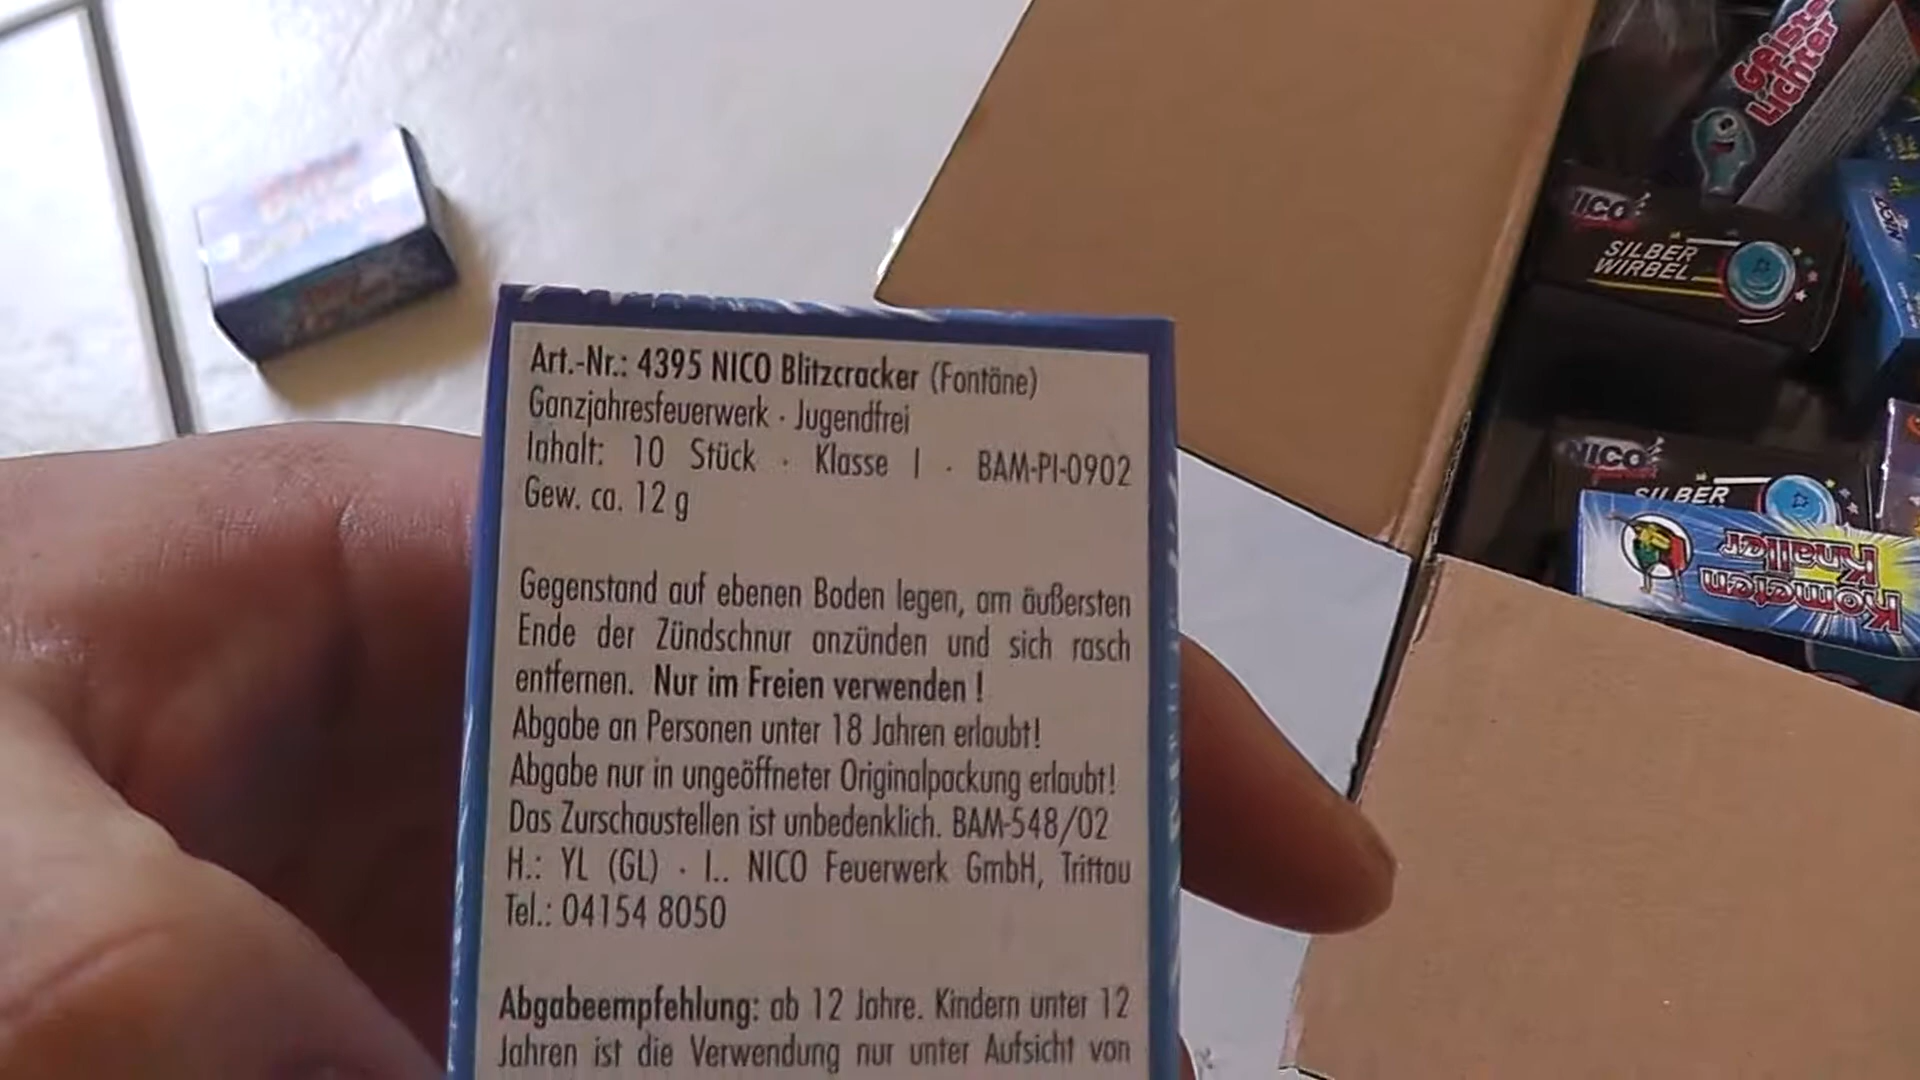 Art.-Nr.: 4395 NICO Blitzcracker (Fontäne)
Ganzjahresfeuerwerk · Jugendfrei
Inhalt: 10 Stück · Klasse I · BAM-PI-0902
Gew. ca. 12 g
Gegenstand auf ebenen Boden legen, am äußersten
Ende der Zündschnur anzünden und sich rasch
entfernen. Nur im Freien verwenden !
Abgabe an Personen unter 18 Jahren erlaubt!
Abgabe nur in ungeöffneter Originalpackung erlaubt!
Das Zurschaustellen ist unbedenklich. BAM-548/02
H.: YL (GL) · I.. NICO Feuerwerk GmbH, Trittau
Tel.: 04154 8050
Abgabeempfehlung: ab 12 Jahre. Kindern unter 12
Jahren ist die Verwendung nur unter Aufsicht von
Lichter
NICO
SILBER
WIRBEL
NICO
NICO
SILBER
Kometen
Knaller